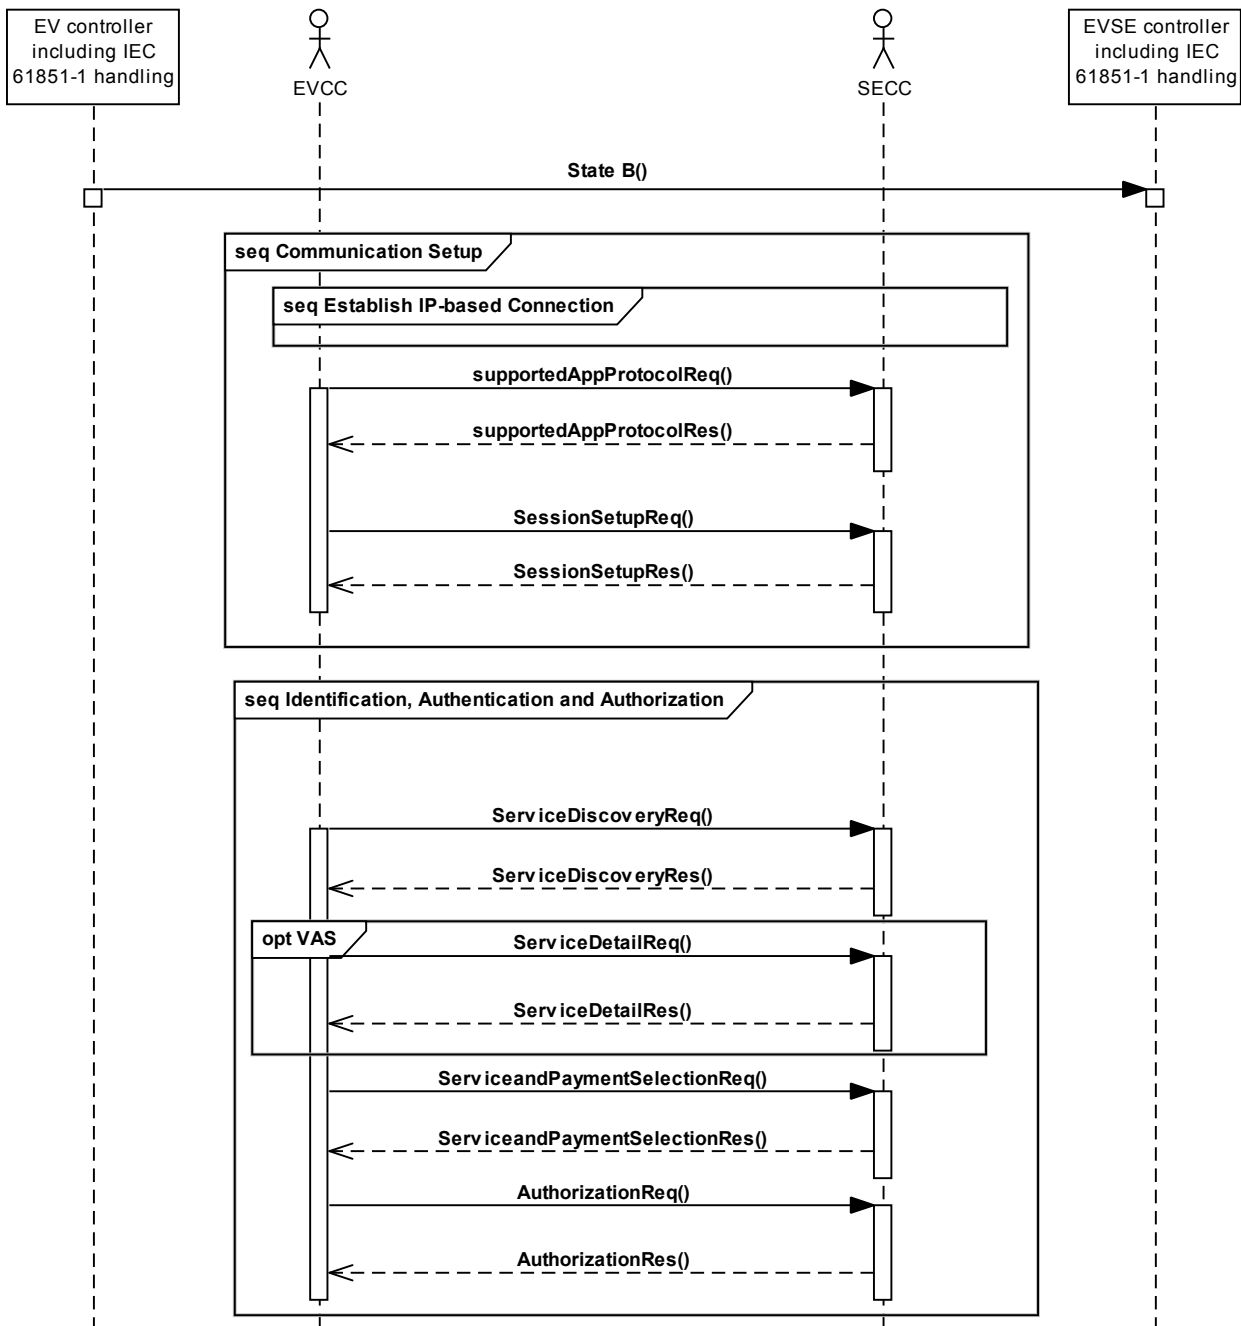 EV controller
including IEC
61851-1 handling
EVCC
SECC
EVSE controller
including IEC
61851-1 handling
State B()
seq Communication Setup
seq Establish IP-based Connection
supportedAppProtocolReq()
supportedAppProtocolRes()
SessionSetupReq()
SessionSetupRes()
seq Identification, Authentication and Authorization
ServiceDiscoveryReq()
ServiceDiscoveryRes()
opt VAS
ServiceDetailReq()
ServiceDetailRes()
ServiceandPaymentSelectionReq()
ServiceandPaymentSelectionRes()
AuthorizationReq()
AuthorizationRes()